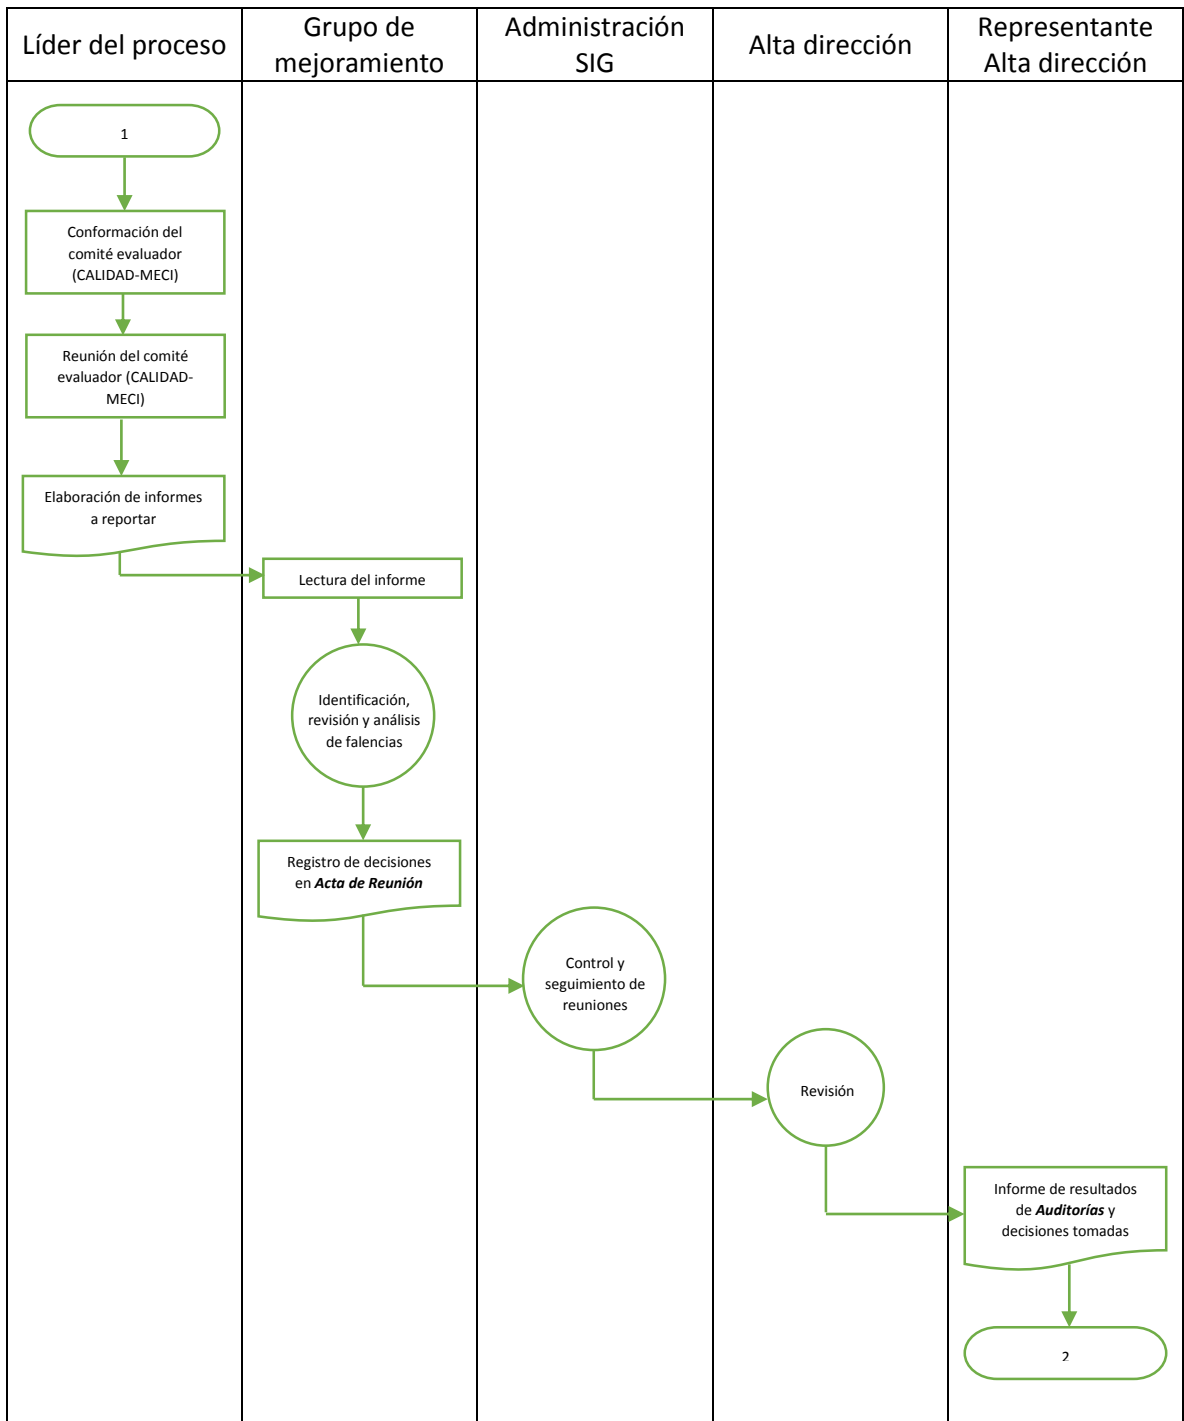 Líder del proceso
Grupo de
mejoramiento
Administración
SIG
Alta dirección
Representante
Alta dirección
1
Conformación del
comité evaluador
(CALIDAD-MECI)
Reunión del comité
evaluador (CALIDAD-
MECI)
Elaboración de informes
a reportar
Lectura del informe
Identificación,
revisión y análisis
de falencias
Registro de decisiones
en Acta de Reunión
Control y
seguimiento de
reuniones
Revisión
Informe de resultados
de Auditorías y
decisiones tomadas
2